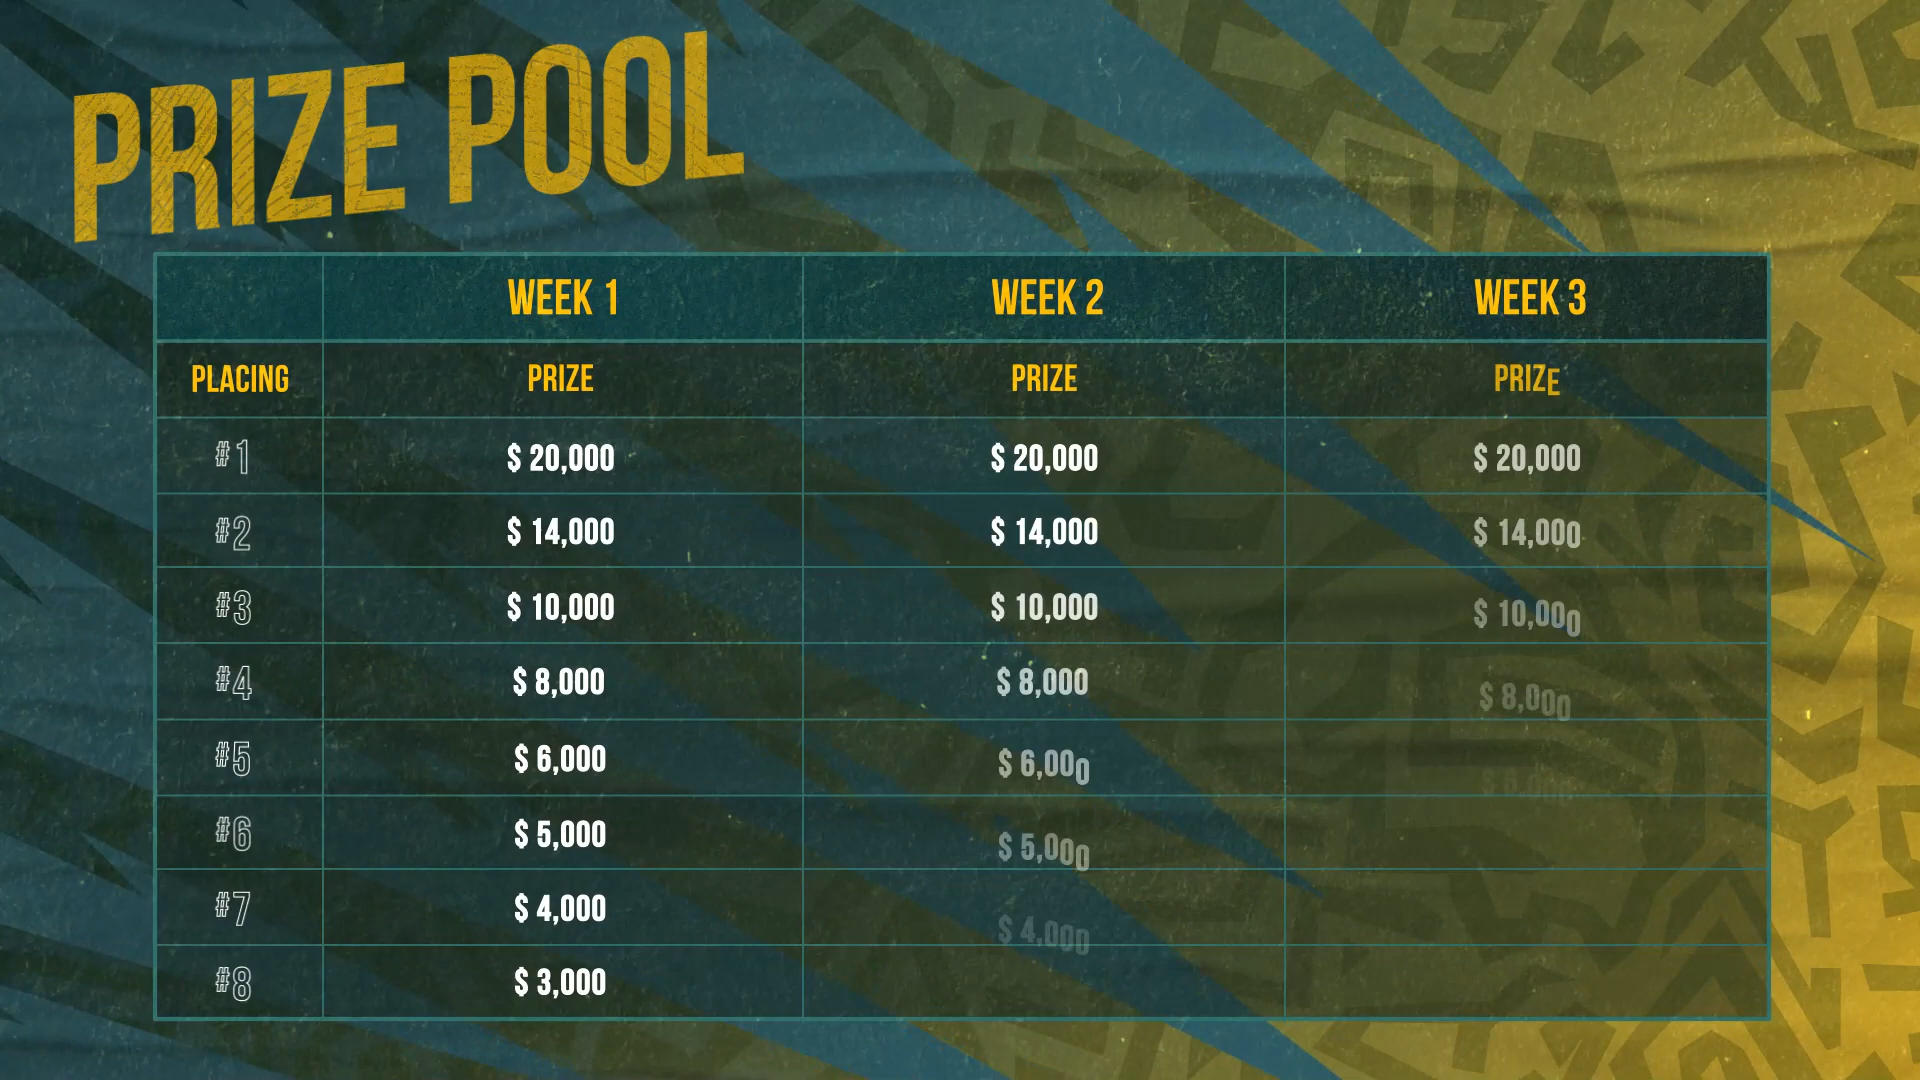 PRIZE POOL
WEEK 1 WEEK 2 WEEK 3
PLACING PRIZE PRIZE PRIZE
#1 $ 20,000 $ 20,000 $ 20,000
#2 $ 14,000 $ 14,000 $ 14,000
#3 $ 10,000 $ 10,000 $ 10,000
#4 $ 8,000 $ 8,000 $ 8,000
#5 $ 6,000 $ 6,000
#6 $ 5,000 $ 5,000
#7 $ 4,000 $ 4,000
#8 $ 3,000